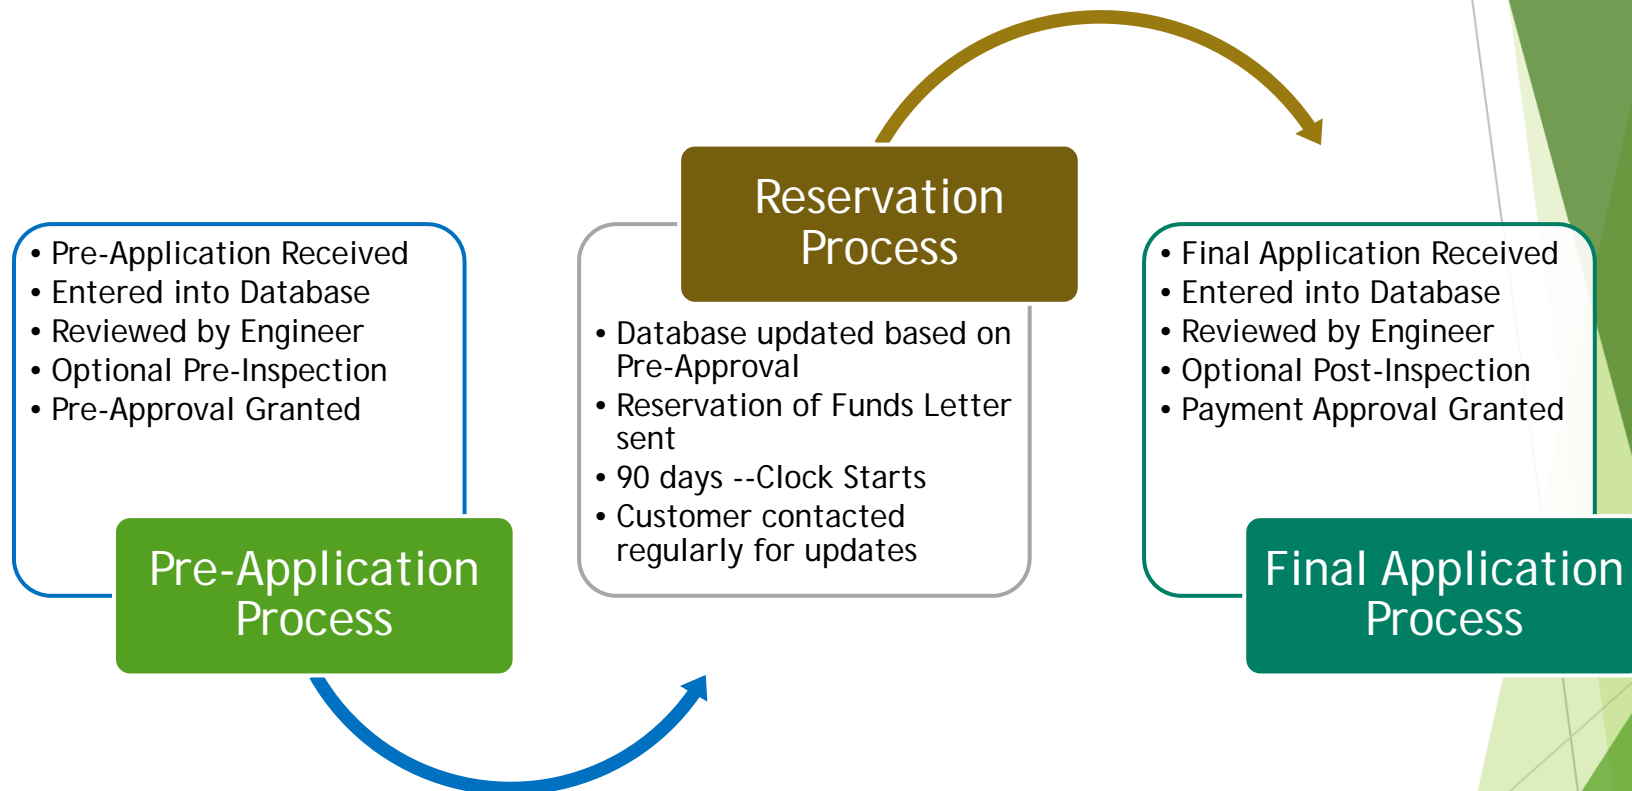 • Pre-Application Received
• Entered into Database
• Reviewed by Engineer
• Optional Pre-Inspection
• Pre-Approval Granted
Pre-Application
Process
Reservation
Process
• Database updated based on
Pre-Approval
• Reservation of Funds Letter
sent
• 90 days --Clock Starts
• Customer contacted
regularly for updates
• Final Application Received
• Entered into Database
• Reviewed by Engineer
• Optional Post-Inspection
• Payment Approval Granted
Final Application
Process